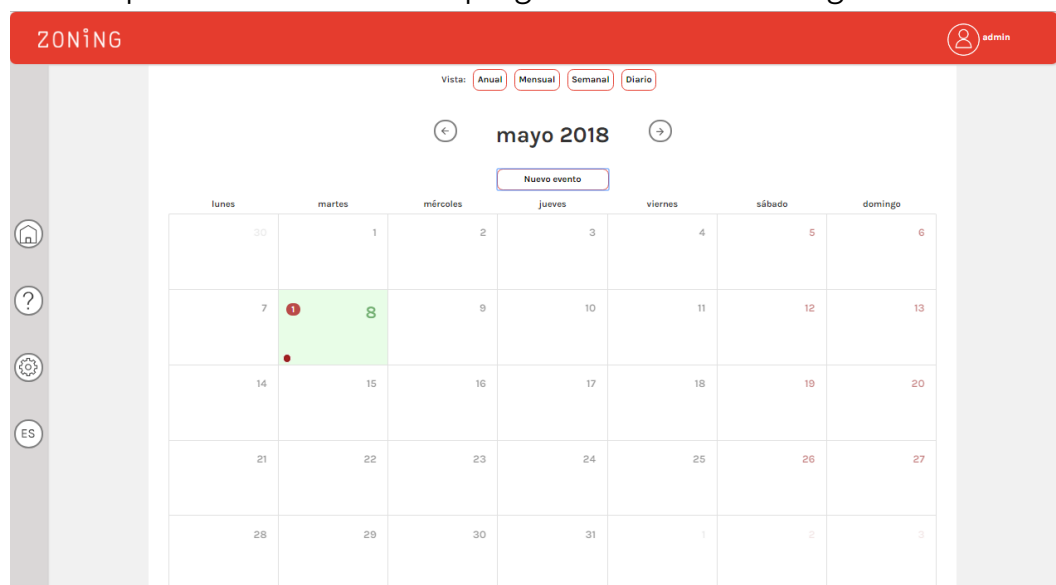 ZONiNG
admin
Vista: Anual Mensual Semanal Diario
mayo 2018
Nuevo evento
lunes martes mércoles jueves viernes sábado domingo
30 1 2 3 4 5 6
7 1 8 9 10 11 12 13
14 15 16 17 18 19 20
ES
21 22 23 24 25 26 27
28 29 30 31 1 2 3